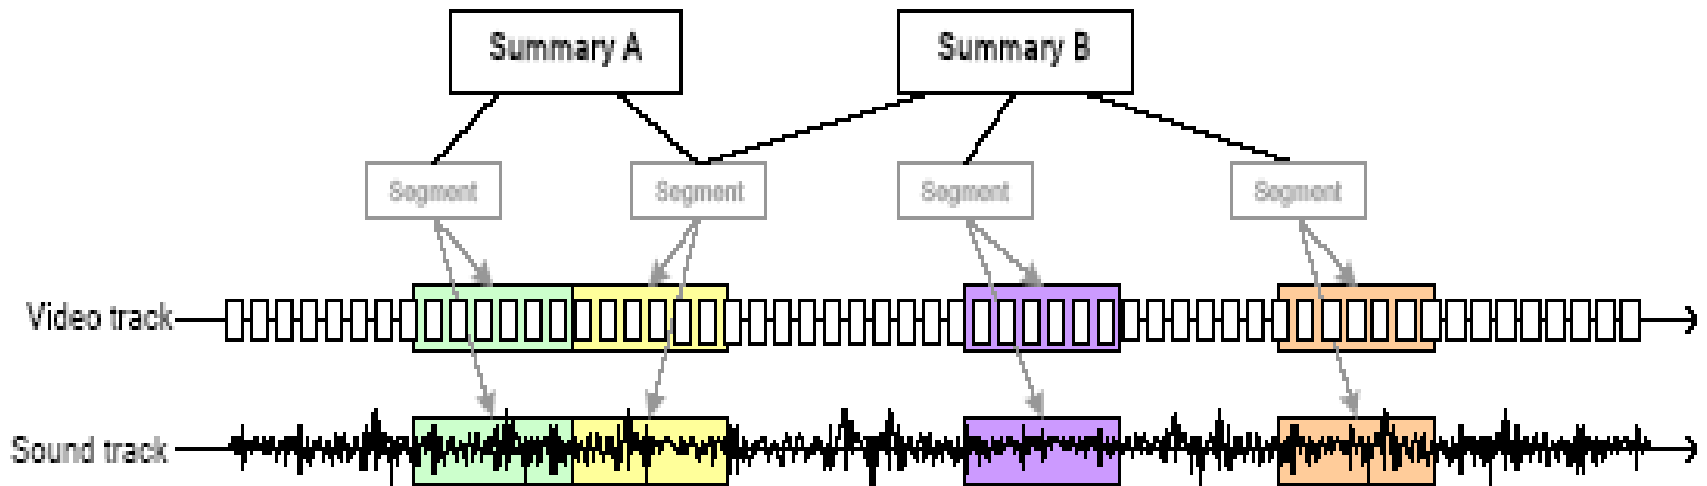 Summary A
Summary B
Segment
Segment
Segment
Segment
Video track
Sound track